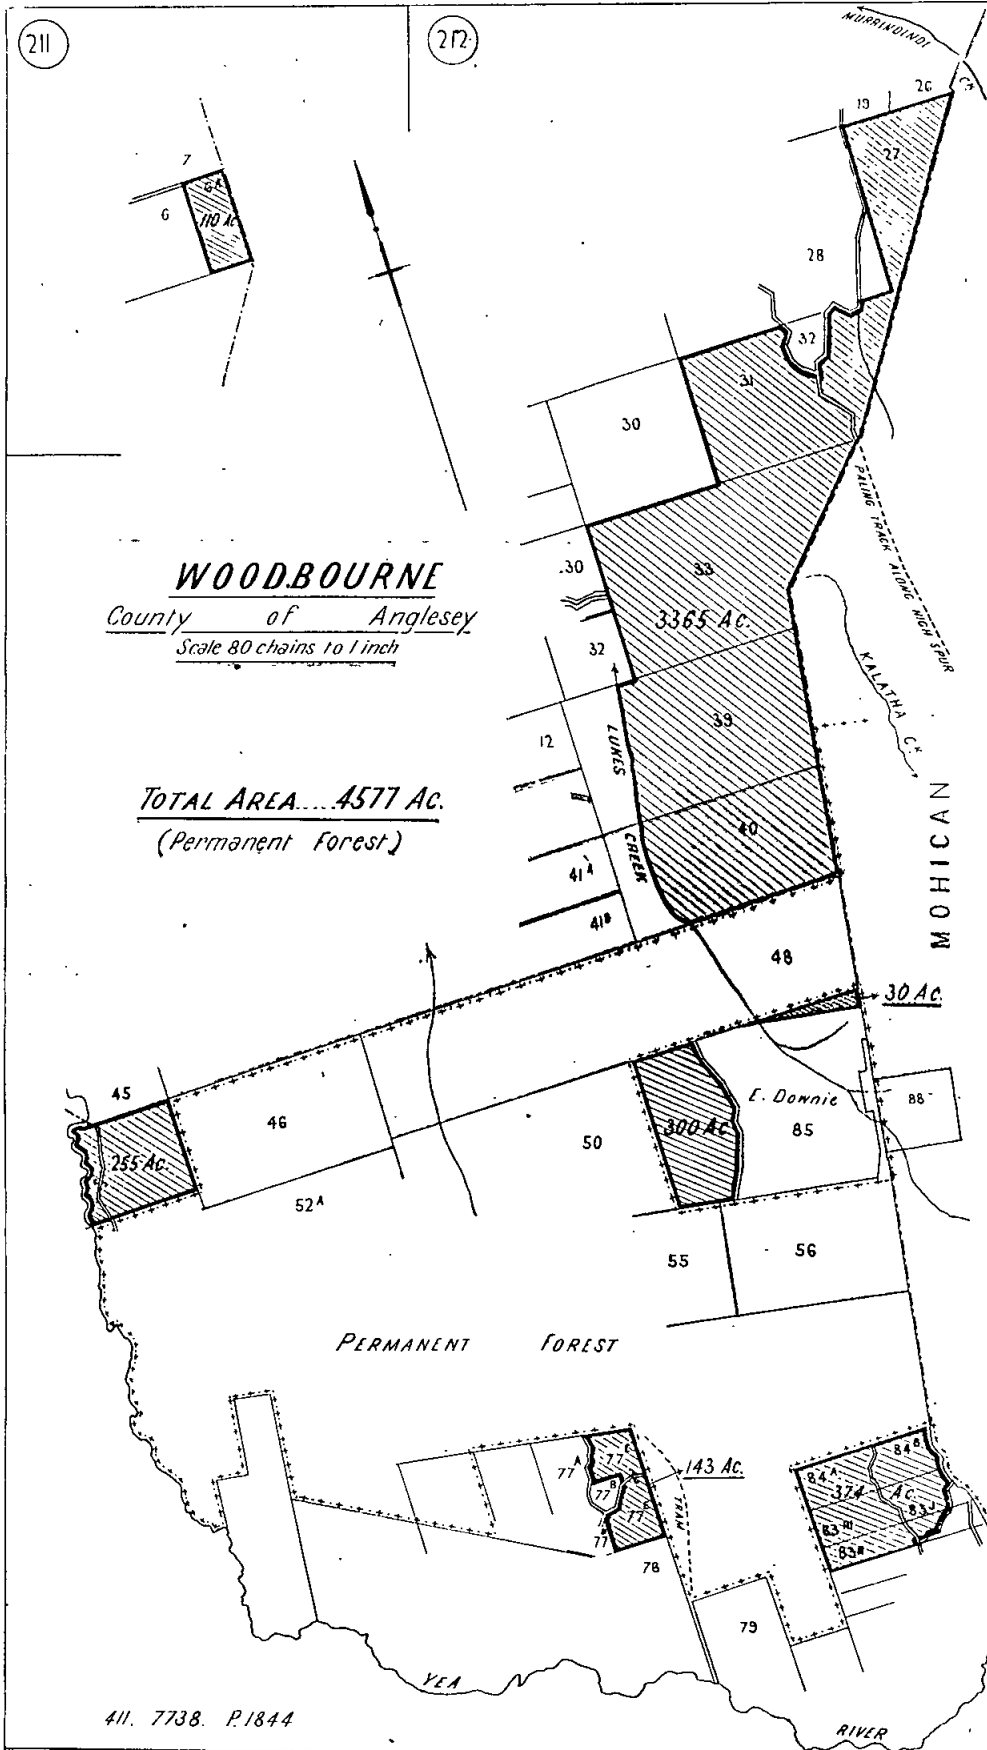 211
212
MURRINDINDI
CK
19
26
27
7
6
6A
110 Ac
28
32
31
30
WOODBOURNE
County of Anglesey
Scale 80 chains to 1 inch
30
33
3365 Ac.
PALING TRACK ALONG HIGH SPUR
32
KALATHA CK
12
LUKES
CREEK
39
TOTAL AREA....4577 Ac.
(Permanent Forest)
40
41A
41B
MOHICAN
48
30 Ac.
45
46
50
300 Ac
E. Downie
85
88
255 Ac.
52A
55
56
PERMANENT FOREST
77A
77
77B
77
77
143 Ac.
TRAM
84A
84B
374 Ac.
83J
83
83
78
79
YEA
RIVER
411. 7738. P.1844